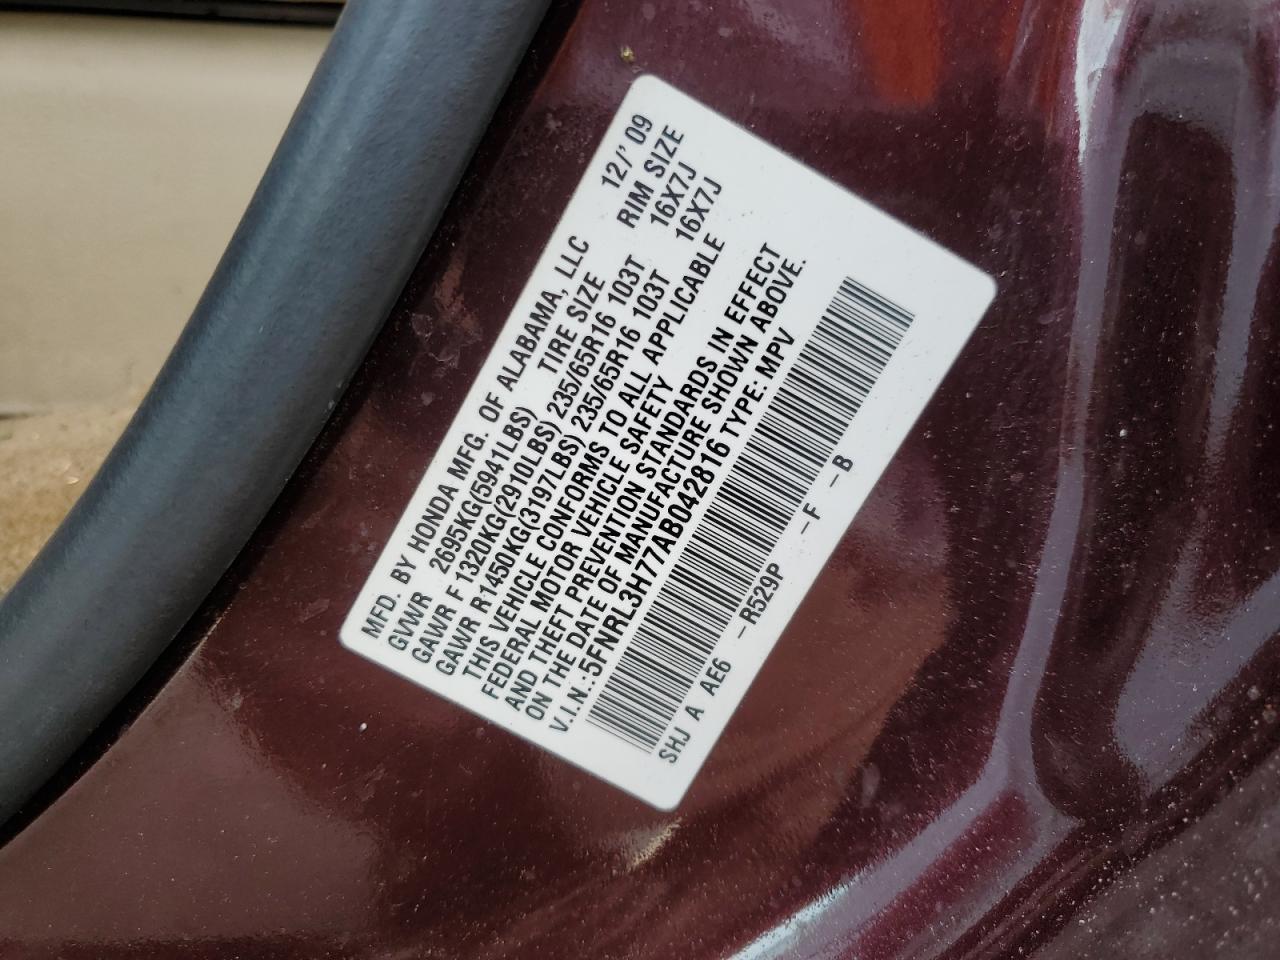 MFD. BY HONDA MFG. OF ALABAMA, LLC 12/' 09
GVWR 2695KG(5941LBS) TIRE SIZE RIM SIZE
GAWR F 1320KG(2910LBS) 235/65R16 103T 16X7J
GAWR R1450KG(3197LBS) 235/65R16 103T 16X7J
THIS VEHICLE CONFORMS TO ALL APPLICABLE
FEDERAL MOTOR VEHICLE SAFETY
AND THEFT PREVENTION STANDARDS IN EFFECT
ON THE DATE OF MANUFACTURE SHOWN ABOVE.
V.I.N.:5FNRL3H77AB042816 TYPE: MPV
SHJ A AE6 -R529P -F -B